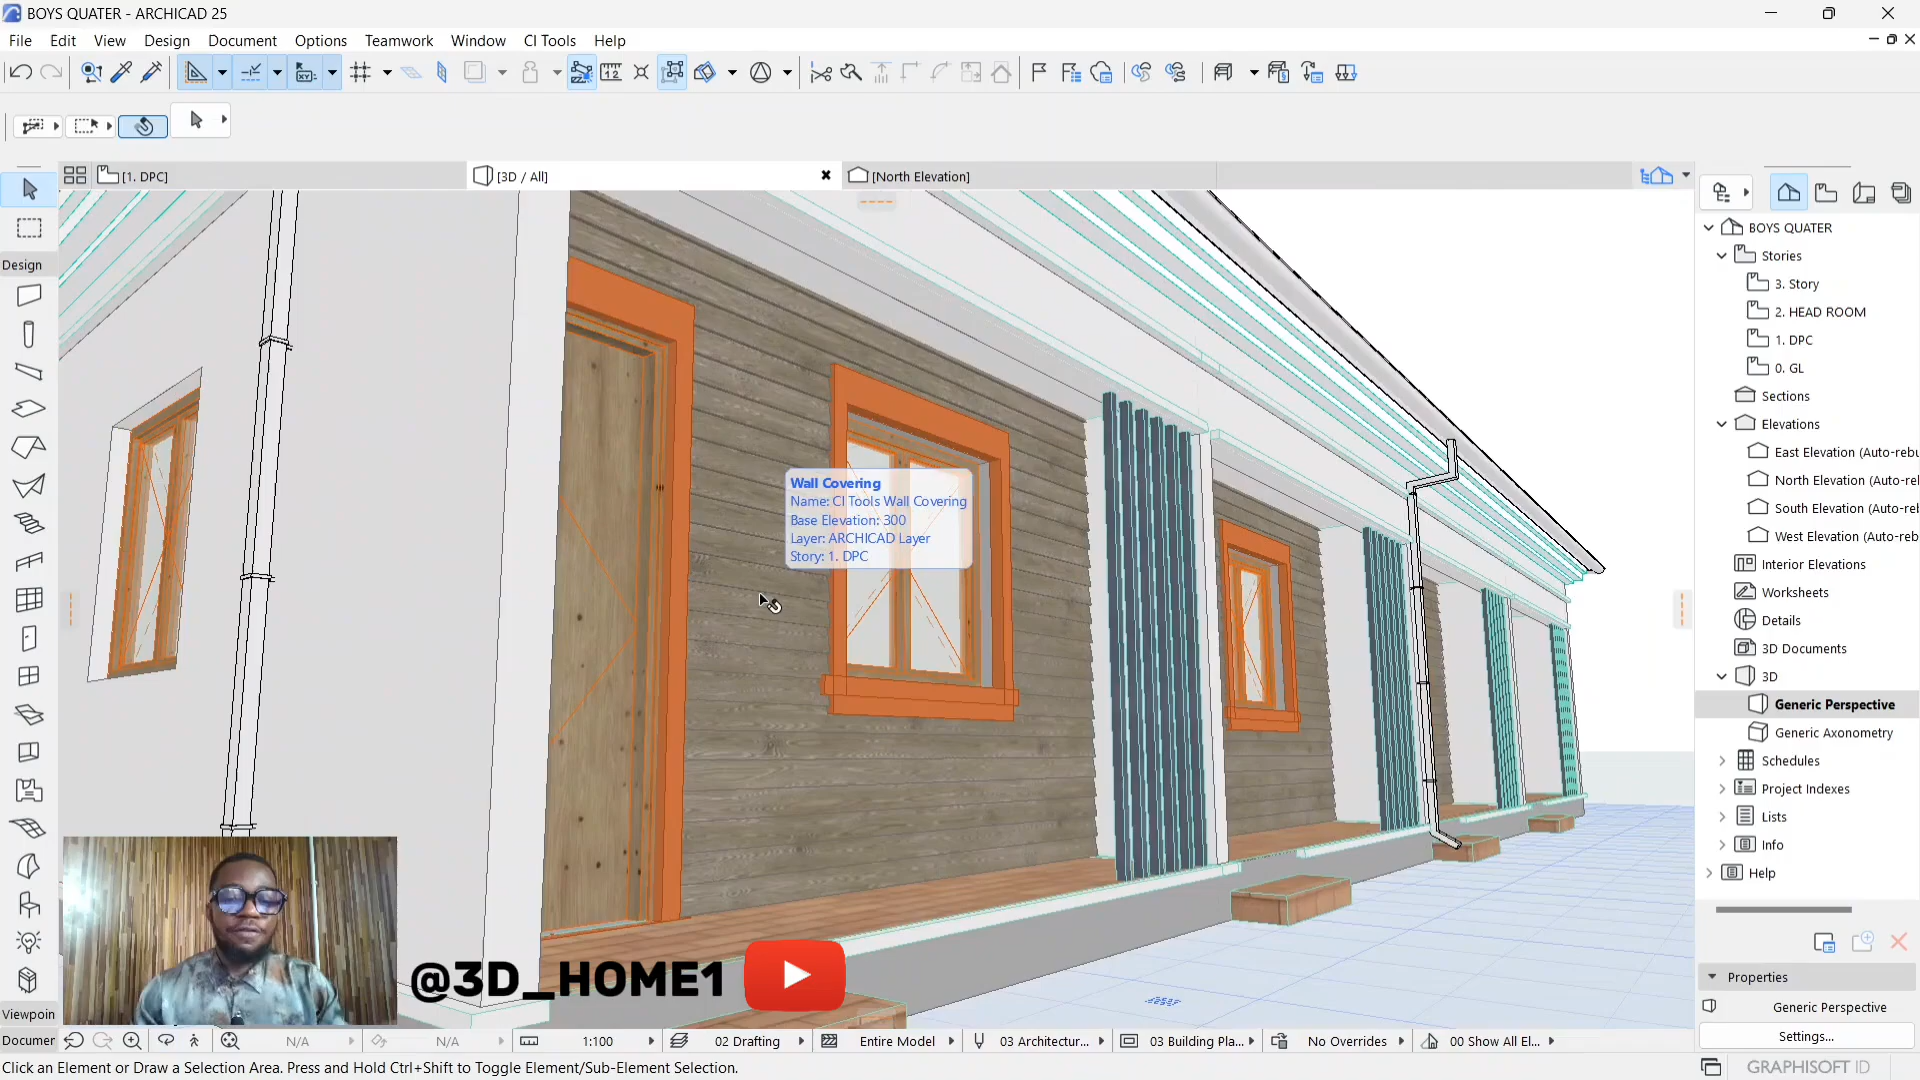 BOYS QUATER - ARCHICAD 25
File Edit View Design Document Options Teamwork Window CI Tools Help
[1. DPC]
[3D / All]
[North Elevation]
Design
BOYS QUATER
Stories
3. Story
2. HEAD ROOM
1. DPC
0. GL
Sections
Elevations
East Elevation (Auto-rebu
North Elevation (Auto-re
South Elevation (Auto-rel
West Elevation (Auto-reb
Interior Elevations
Worksheets
Details
3D Documents
3D
Generic Perspective
Generic Axonometry
Schedules
Project Indexes
Lists
Info
Help
Wall Covering
Name: CI Tools Wall Covering
Base Elevation: 300
Layer: ARCHICAD Layer
Story: 1. DPC
@3D_HOME1
Properties
Generic Perspective
Settings...
Viewpoin
Documer
N/A
N/A
1:100
02 Drafting
Entire Model
03 Architectur...
03 Building Pla...
No Overrides
00 Show All El...
Click an Element or Draw a Selection Area. Press and Hold Ctrl+Shift to Toggle Element/Sub-Element Selection.
GRAPHISOFT ID